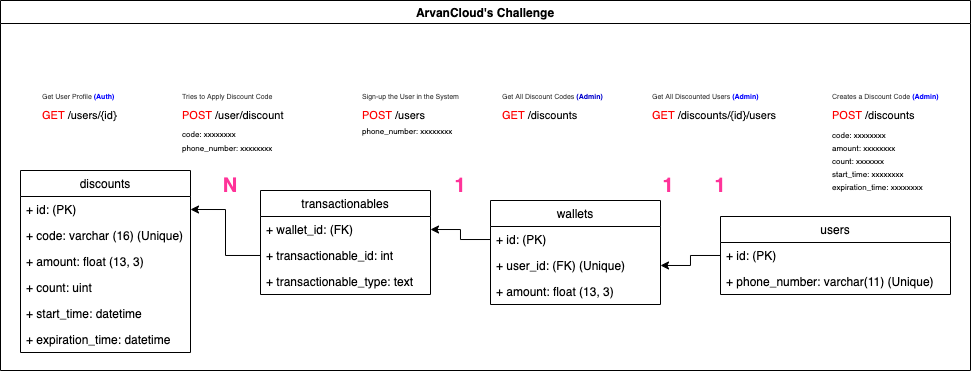 ArvanCloud's Challenge
Get User Profile (Auth)
GET /users/{id}
Tries to Apply Discount Code
POST /user/discount
code: xxxxxxxx
phone_number: xxxxxxxx
Sign-up the User in the System
POST /users
phone_number: xxxxxxxx
Get All Discount Codes (Admin)
GET /discounts
Get All Discounted Users (Admin)
GET /discounts/{id}/users
Creates a Discount Code (Admin)
POST /discounts
code: xxxxxxxx
amount: xxxxxxxx
count: xxxxxxx
start_time: xxxxxxxx
expiration_time: xxxxxxxx
N
1
1
1
discounts
+ id: (PK)
+ code: varchar (16) (Unique)
+ amount: float (13, 3)
+ count: uint
+ start_time: datetime
+ expiration_time: datetime
transactionables
+ wallet_id: (FK)
+ transactionable_id: int
+ transactionable_type: text
wallets
+ id: (PK)
+ user_id: (FK) (Unique)
+ amount: float (13, 3)
users
+ id: (PK)
+ phone_number: varchar(11) (Unique)